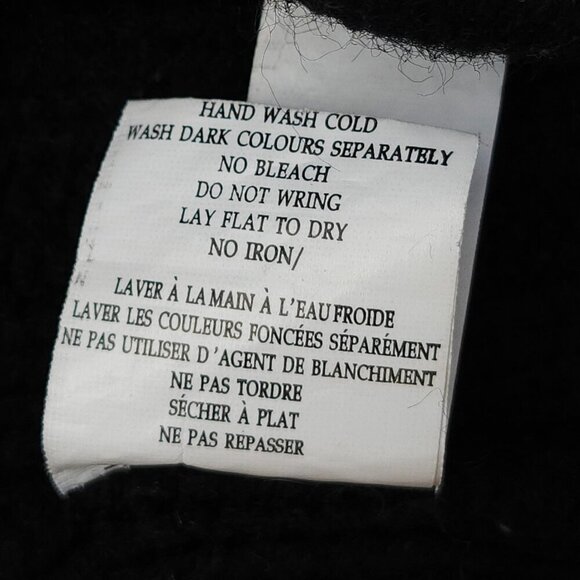 HAND WASH COLD
WASH DARK COLOURS SEPARATELY
NO BLEACH
DO NOT WRING
LAY FLAT TO DRY
NO IRON/
LAVER À LA MAIN À L'EAU FROIDE
LAVER LES COULEURS FONCÉES SÉPARÉMENT
NE PAS UTILISER D'AGENT DE BLANCHIMENT
NE PAS TORDRE
SÉCHER À PLAT
NE PAS REPASSER